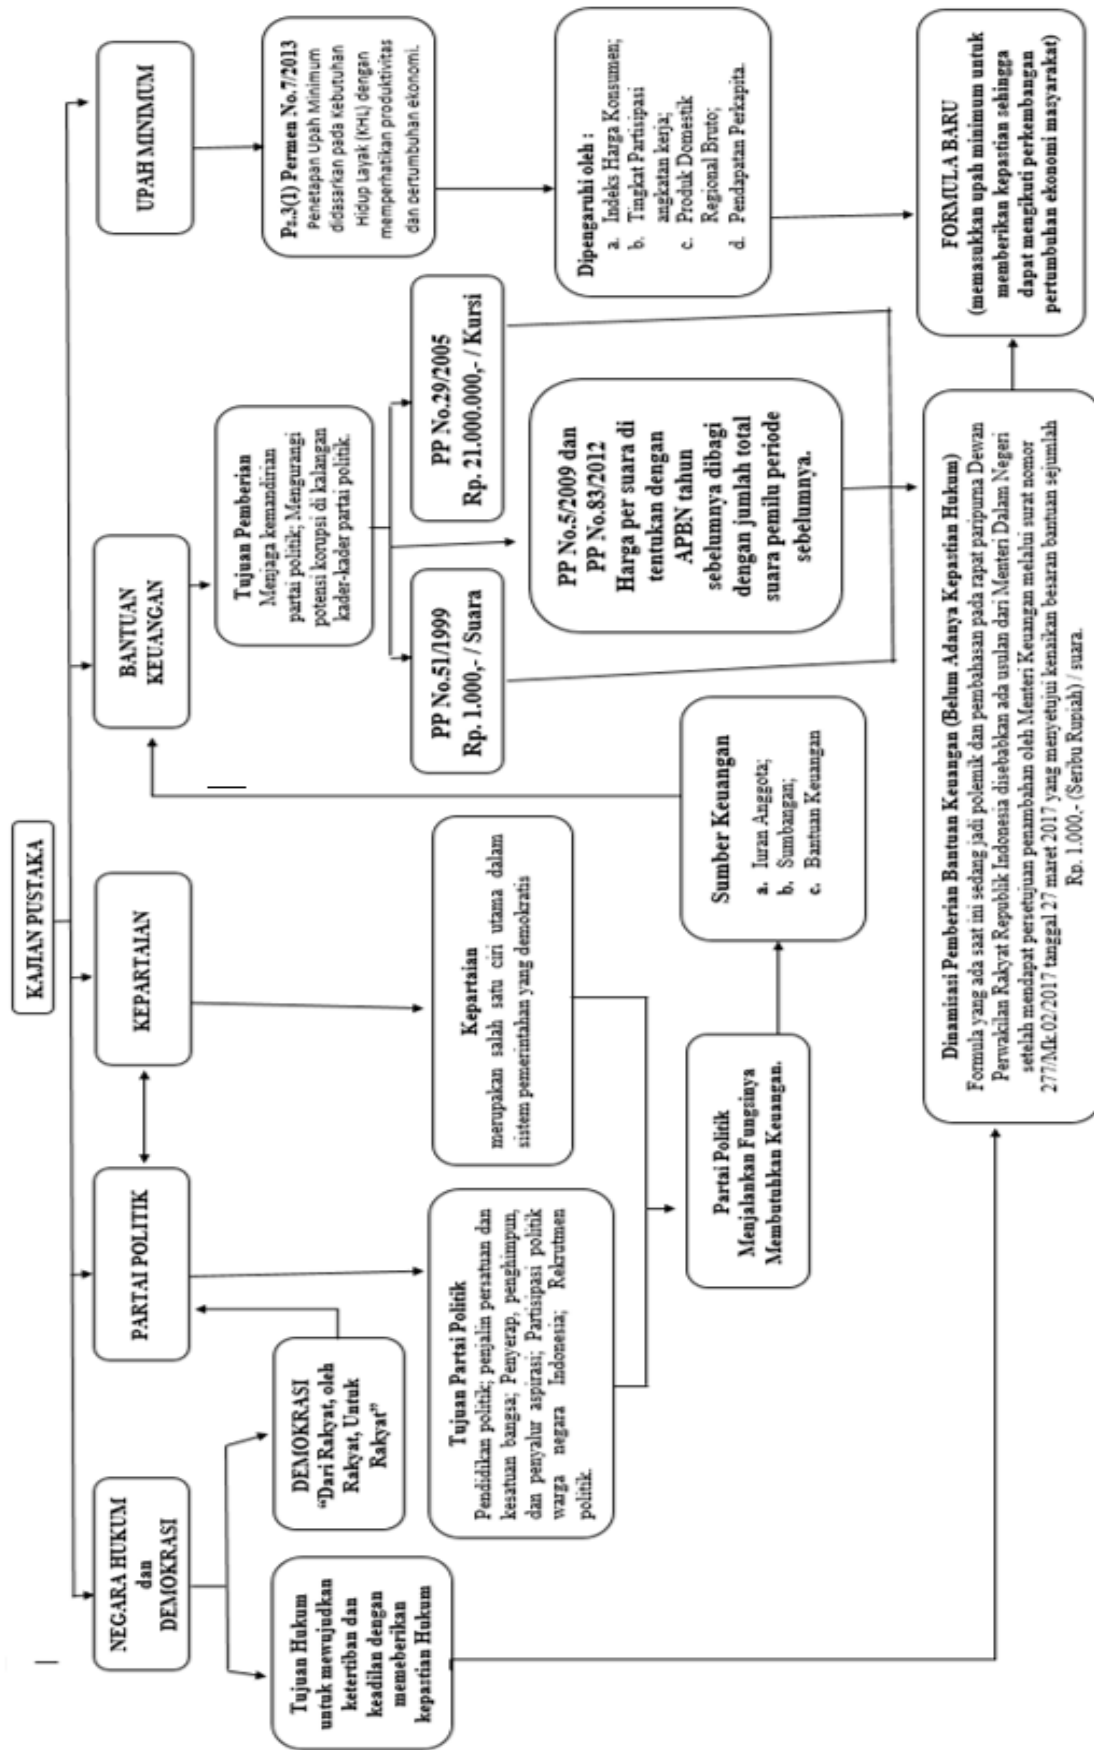 KAJIAN PUSTAKA
NEGARA HUKUM
dan
DEMOKRASI
PARTAI POLITIK
KEPARTAIAN
BANTUAN
KEUANGAN
UPAH MINIMUM
Tujuan Hukum
untuk mewujudkan
ketertiban dan
keadilan dengan
memeberikan
kepastian Hukum
DEMOKRASI
“Dari Rakyat, oleh
Rakyat, Untuk
Rakyat”
Tujuan Partai Politik
Pendidikan politik; penjalin persatuan dan
kesatuan bangsa; Penyerap, penghimpun,
dan penyalur aspirasi; Partisipasi politik
warga negara Indonesia; Rekrutmen
politik.
Kepartaian
merupakan salah satu ciri utama dalam
sistem pemerintahan yang demokratis
Partai Politik
Menjalankan Fungsinya
Membutuhkan Keuangan.
Sumber Keuangan
a. Iuran Anggota;
b. Sumbangan;
c. Bantuan Keuangan
Tujuan Pemberian
Menjaga kemandirian
partai politik; Mengurangi
potensi korupsi di kalangan
kader-kader partai politik.
PP No.51/1999
Rp. 1.000,- / Suara
PP No.29/2005
Rp. 21.000.000,- / Kursi
PP No.5/2009 dan
PP No.83/2012
Harga per suara di
tentukan dengan
APBN tahun
sebelumnya dibagi
dengan jumlah total
suara pemilu periode
sebelumnya.
Ps.3(1) Permen No.7/2013
Penetapan Upah Minimum
didasarkan pada Kebutuhan
Hidup Layak (KHL) dengan
memperhatikan produktivitas
dan pertumbuhan ekonomi.
Dipengaruhi oleh :
a. Indeks Harga Konsumen;
b. Tingkat Partisipasi
angkatan kerja;
c. Produk Domestik
Regional Bruto;
d. Pendapatan Perkapita.
Dinamisasi Pemberian Bantuan Keuangan (Belum Adanya Kepastian Hukum)
Formula yang ada saat ini sedang jadi polemik dan pembahasan pada rapat paripurna Dewan
Perwakilan Rakyat Republik Indonesia disebabkan ada usulan dari Menteri Dalam Negeri
setelah mendapat persetujuan penambahan oleh Menteri Keuangan melalui surat nomor
277/Mk.02/2017 tanggal 27 maret 2017 yang menyetujui kenaikan besaran bantuan sejumlah
Rp. 1.000,- (Seribu Rupiah) / suara.
FORMULA BARU
(memasukkan upah minimum untuk
memberikan kepastian sehingga
dapat mengikuti perkembangan
pertumbuhan ekonomi masyarakat)